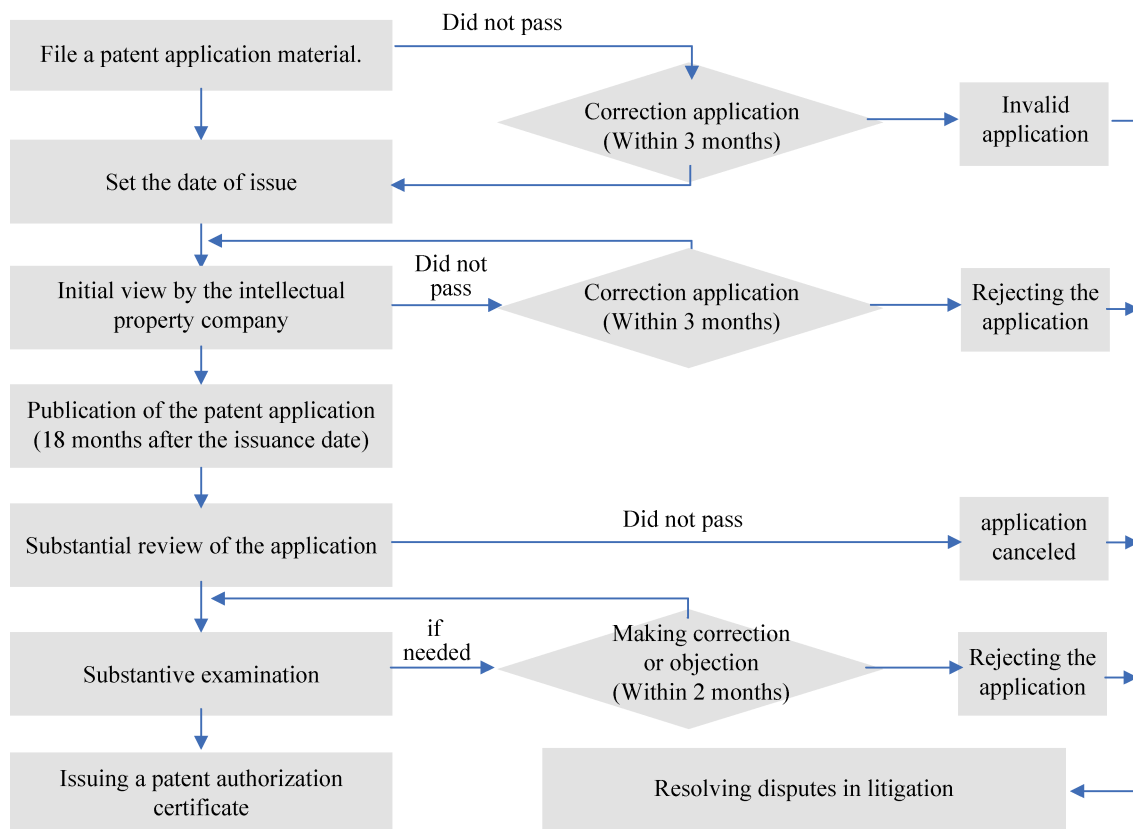 Did not pass
File a patent application material.
Correction application
(Within 3 months)
Invalid
application
Set the date of issue
Initial view by the intellectual
property company
Did not
pass
Correction application
(Within 3 months)
Rejecting the
application
Publication of the patent application
(18 months after the issuance date)
Substantial review of the application
Did not pass
application
canceled
Substantive examination
if
needed
Making correction
or objection
(Within 2 months)
Rejecting the
application
Issuing a patent authorization
certificate
Resolving disputes in litigation